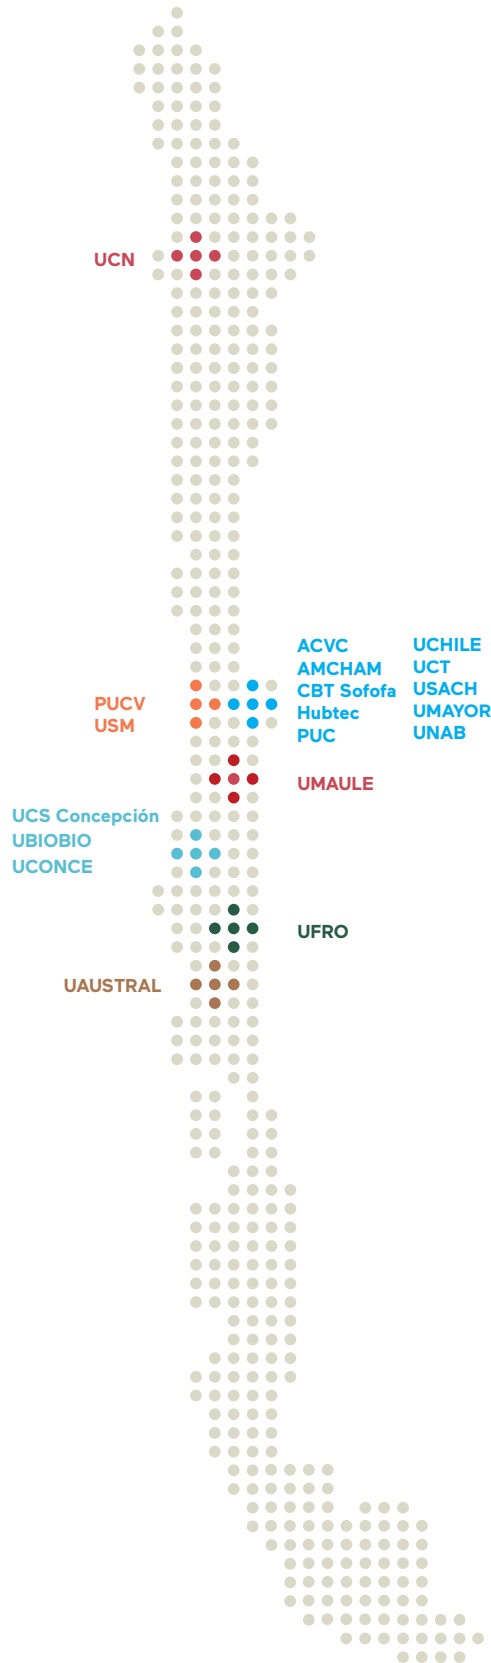 UCN
ACVC
AMCHAM
CBT Sofofa
Hubtec
PUC
UCHILE
UCT
USACH
UMAYOR
UNAB
PUCV
USM
UMAULE
UCS Concepción
UBIOBIO
UCONCE
UFRO
UAUSTRAL